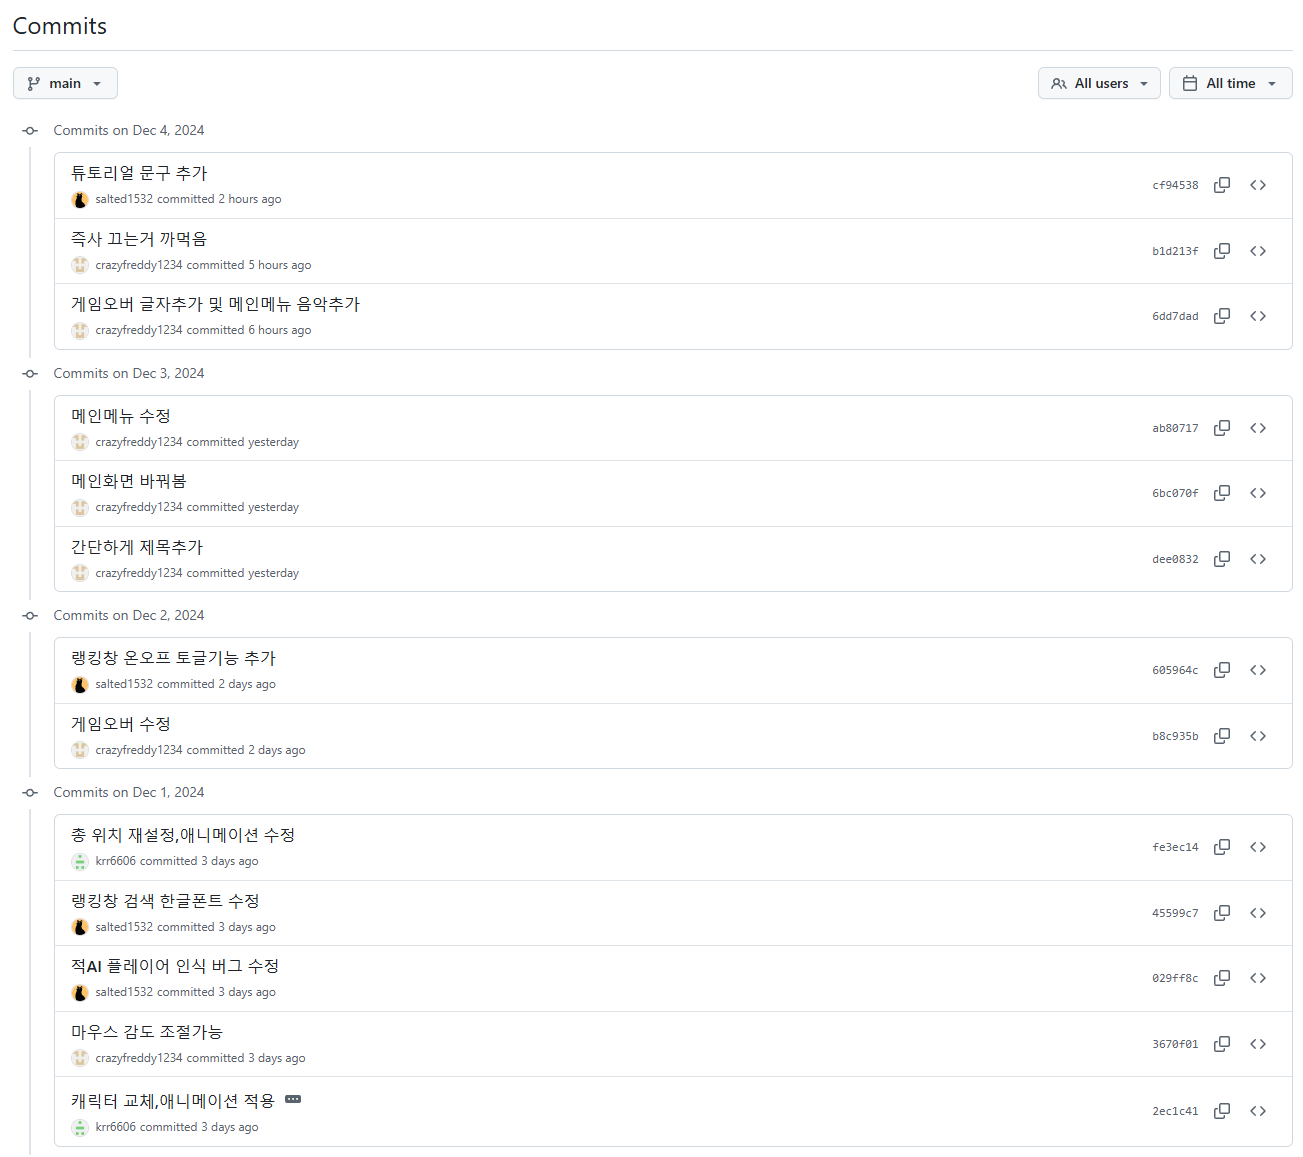 Commits
main
All users
All time
Commits on Dec 4, 2024
튜토리얼 문구 추가
cf94538
salted1532 committed 2 hours ago
즉사 끄는거 까먹음
b1d213f
crazyfreddy1234 committed 5 hours ago
게임오버 글자추가 및 메인메뉴 음악추가
6dd7dad
crazyfreddy1234 committed 6 hours ago
Commits on Dec 3, 2024
메인메뉴 수정
ab80717
crazyfreddy1234 committed yesterday
메인화면 바꿔봄
6bc070f
crazyfreddy1234 committed yesterday
간단하게 제목추가
dee0832
crazyfreddy1234 committed yesterday
Commits on Dec 2, 2024
랭킹창 온오프 토글기능 추가
605964c
salted1532 committed 2 days ago
게임오버 수정
b8c935b
crazyfreddy1234 committed 2 days ago
Commits on Dec 1, 2024
총 위치 재설정,애니메이션 수정
fe3ec14
krr6606 committed 3 days ago
랭킹창 검색 한글폰트 수정
45599c7
salted1532 committed 3 days ago
적AI 플레이어 인식 버그 수정
029ff8c
salted1532 committed 3 days ago
마우스 감도 조절가능
3670f01
crazyfreddy1234 committed 3 days ago
캐릭터 교체,애니메이션 적용
2ec1c41
krr6606 committed 3 days ago